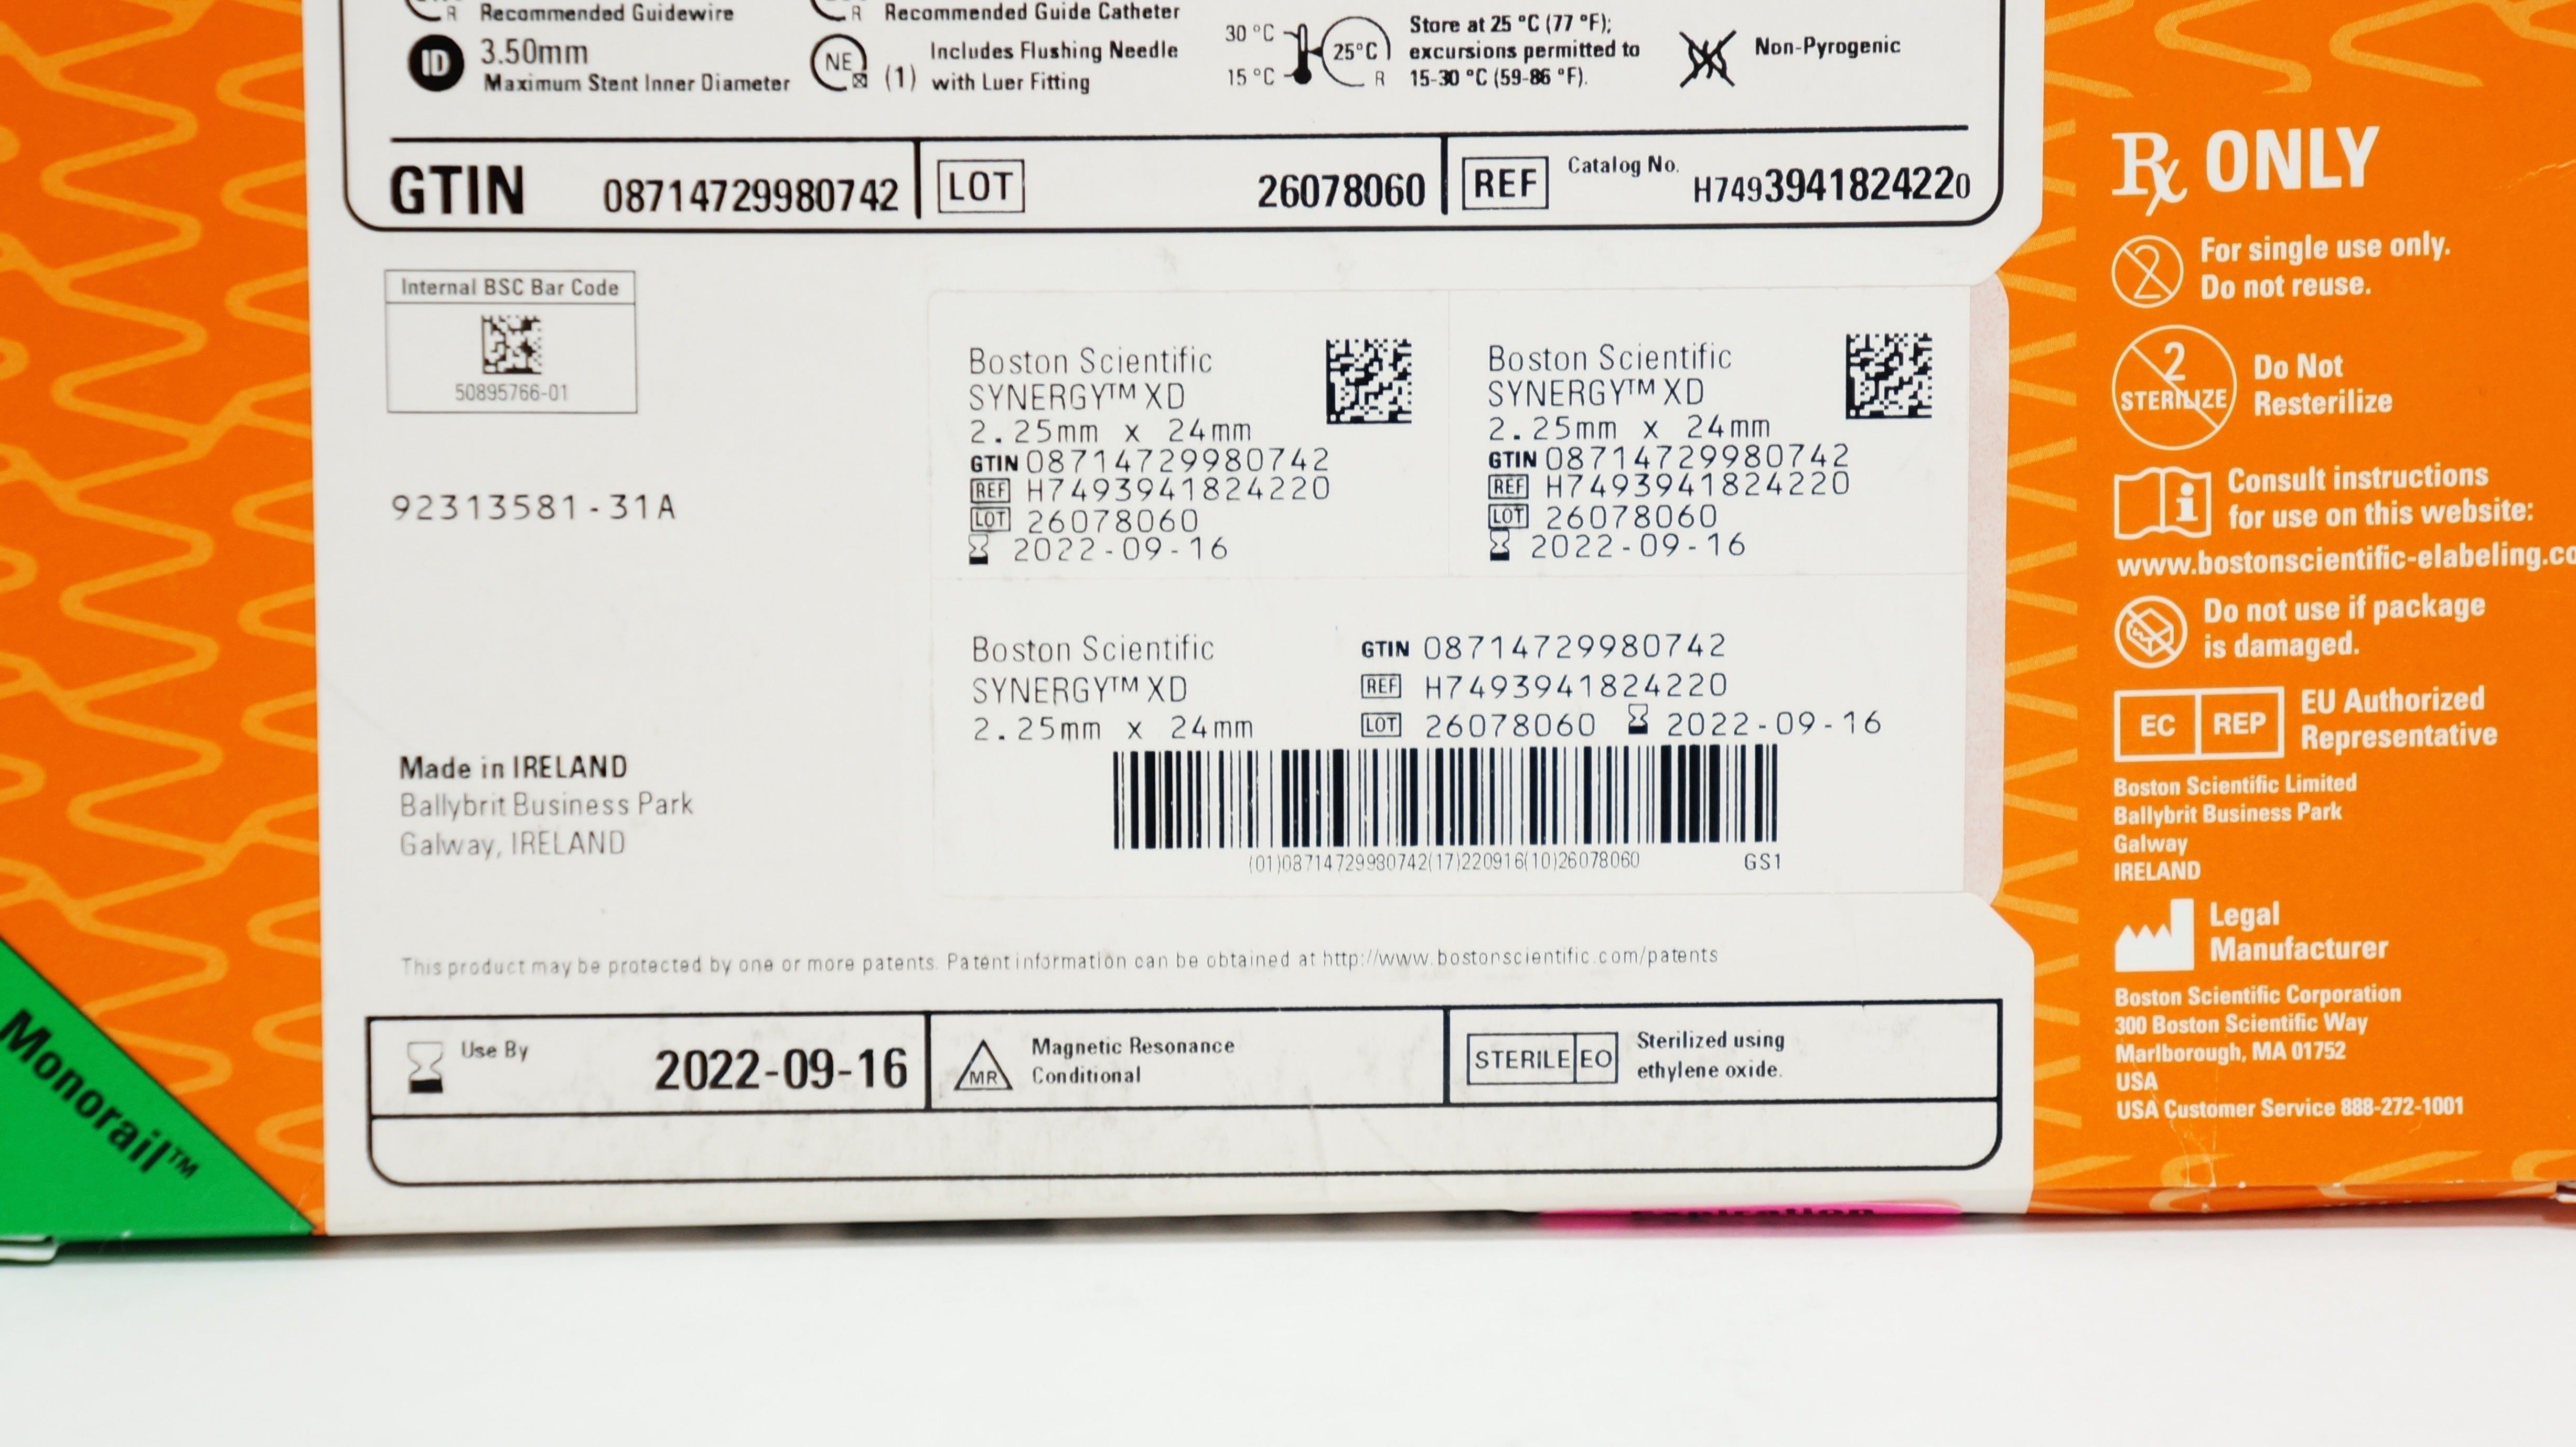 Recommended Guidewire
R
Recommended Guide Catheter
R
ID
3.50mm
Maximum Stent Inner Diameter
NE
(1)
Includes Flushing Needle
with Luer Fitting
30 °C
15 °C
25°C
R
Store at 25 °C (77 °F);
excursions permitted to
15-30 °C (59-86 °F).
Non-Pyrogenic
GTIN 08714729980742
LOT 26078060
REF Catalog No. H7493941824220
Internal BSC Bar Code
50895766-01
92313581-31A
Made in IRELAND
Ballybrit Business Park
Galway, IRELAND
Boston Scientific
SYNERGY™ XD
2.25mm x 24mm
GTIN 08714729980742
REF H7493941824220
LOT 26078060
2022-09-16
Boston Scientific
SYNERGY™ XD
2.25mm x 24mm
GTIN 08714729980742
REF H7493941824220
LOT 26078060
2022-09-16
Boston Scientific
SYNERGY™ XD
2.25mm x 24mm
GTIN 08714729980742
REF H7493941824220
LOT 26078060 2022-09-16
(01)08714729980742(17)220916(10)26078060 GS1
This product may be protected by one or more patents. Patent information can be obtained at http://www.bostonscientific.com/patents
Use By 2022-09-16
MR
Magnetic Resonance
Conditional
STERILE EO
Sterilized using
ethylene oxide.
Monorail™
Rx ONLY
2
For single use only.
Do not reuse.
2
STERILIZE
Do Not
Resterilize
i
Consult instructions
for use on this website:
www.bostonscientific-elabeling.co
Do not use if package
is damaged.
EC REP
EU Authorized
Representative
Boston Scientific Limited
Ballybrit Business Park
Galway
IRELAND
Legal
Manufacturer
Boston Scientific Corporation
300 Boston Scientific Way
Marlborough, MA 01752
USA
USA Customer Service 888-272-1001